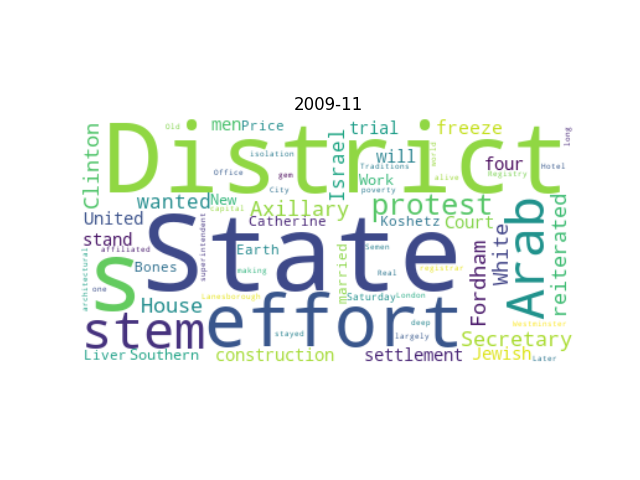 2009-11
Old men Price trial freeze long
District
Clinton isolation Israel will world four Hotel
Office gem Traditions alive Registry
City Work poverty
wanted New protest
United capital Axillary Koshetz Court White Arab reiterated
stand superintendent Catherine
State
affiliated Earth married Semen Fordham
architectural s Bones making Real registrar
one Lanesborough Saturday London
House
stem effort deep Westminster
stayed largely Secretary
Liver Southern construction settlement Jewish Later